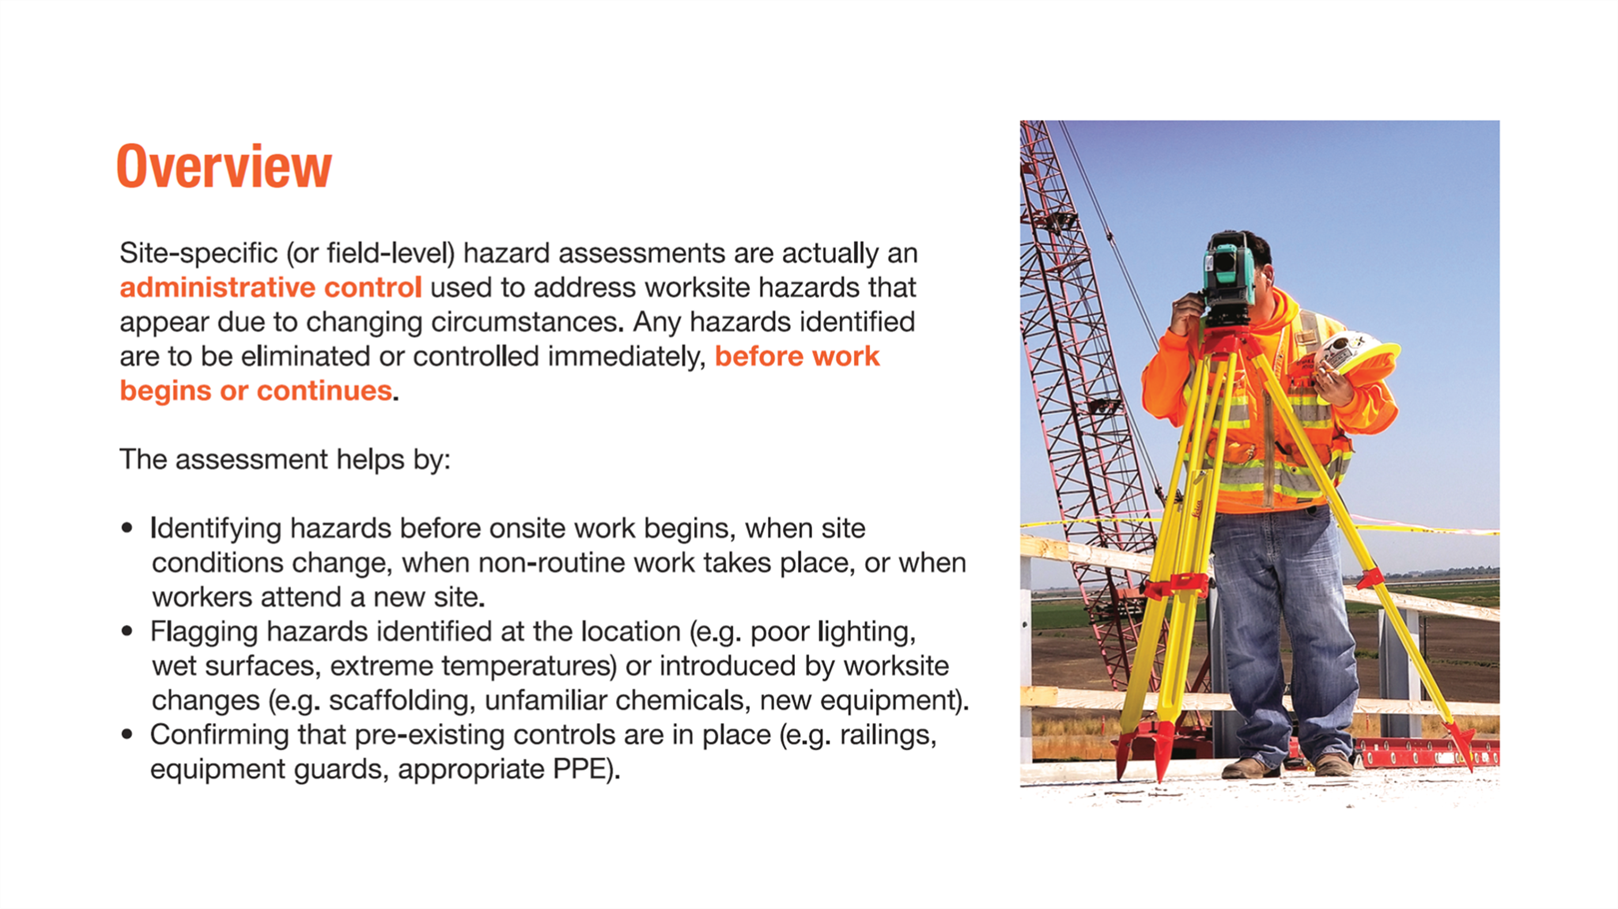 Overview
Site-specific (or field-level) hazard assessments are actually an
administrative control used to address worksite hazards that
appear due to changing circumstances. Any hazards identified
are to be eliminated or controlled immediately, before work
begins or continues.
The assessment helps by:
• Identifying hazards before onsite work begins, when site
conditions change, when non-routine work takes place, or when
workers attend a new site.
• Flagging hazards identified at the location (e.g. poor lighting,
wet surfaces, extreme temperatures) or introduced by worksite
changes (e.g. scaffolding, unfamiliar chemicals, new equipment).
• Confirming that pre-existing controls are in place (e.g. railings,
equipment guards, appropriate PPE).